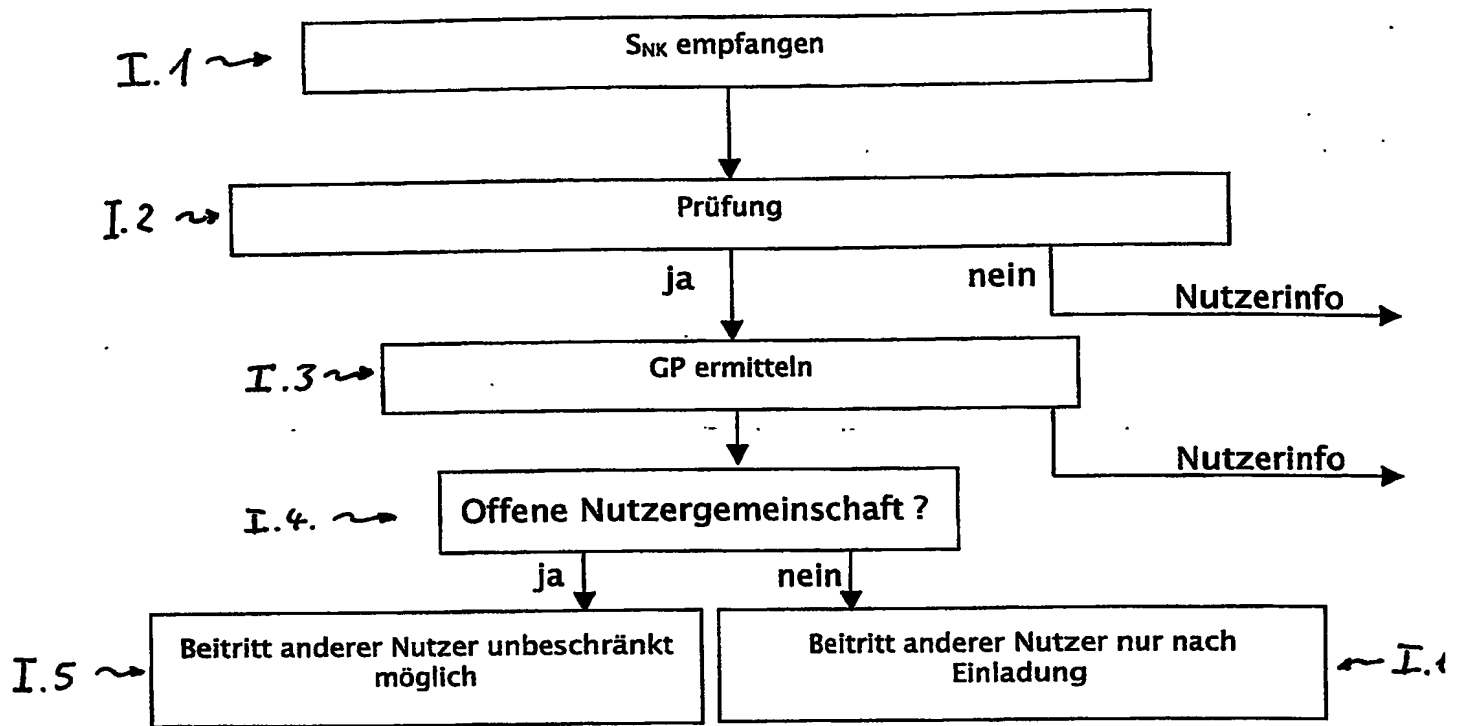 I.1 S_NK empfangen
I.2 Prüfung
ja nein
Nutzerinfo
I.3 GP ermitteln
Nutzerinfo
I.4. Offene Nutzergemeinschaft ?
ja nein
I.5 Beitritt anderer Nutzer unbeschränkt
möglich
Beitritt anderer Nutzer nur nach
Einladung